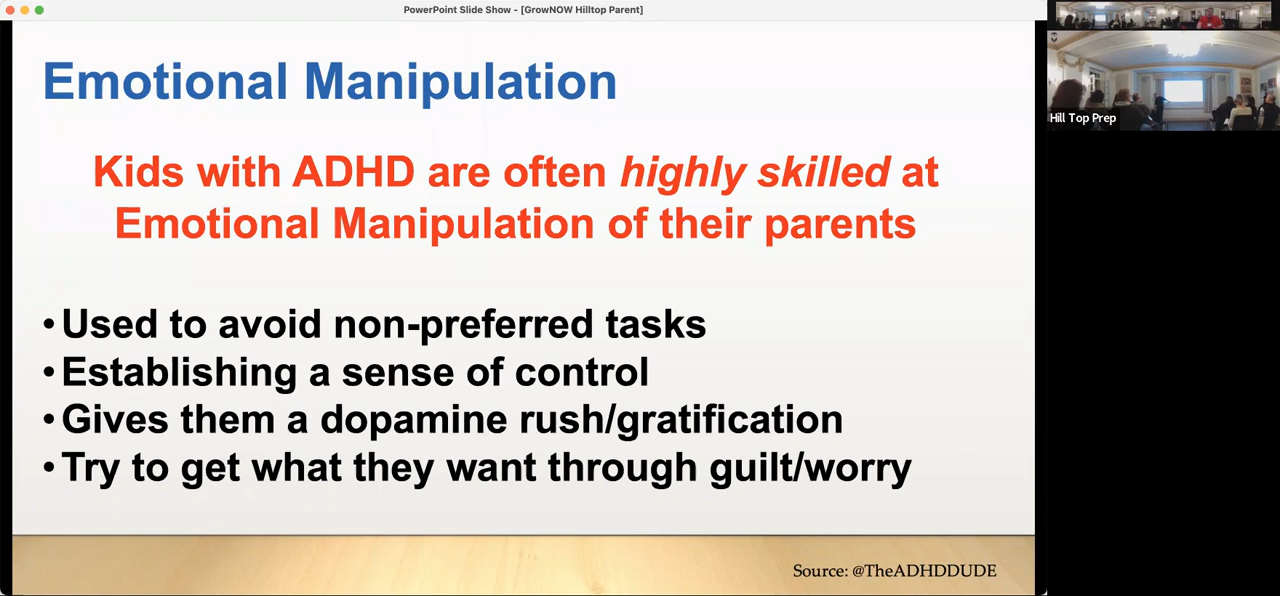 PowerPoint Slide Show - [GrowNOW Hilltop Parent]
Emotional Manipulation
Kids with ADHD are often highly skilled at
Emotional Manipulation of their parents
• Used to avoid non-preferred tasks
• Establishing a sense of control
• Gives them a dopamine rush/gratification
• Try to get what they want through guilt/worry
Source: @TheADHDDUDE
Hill Top Prep